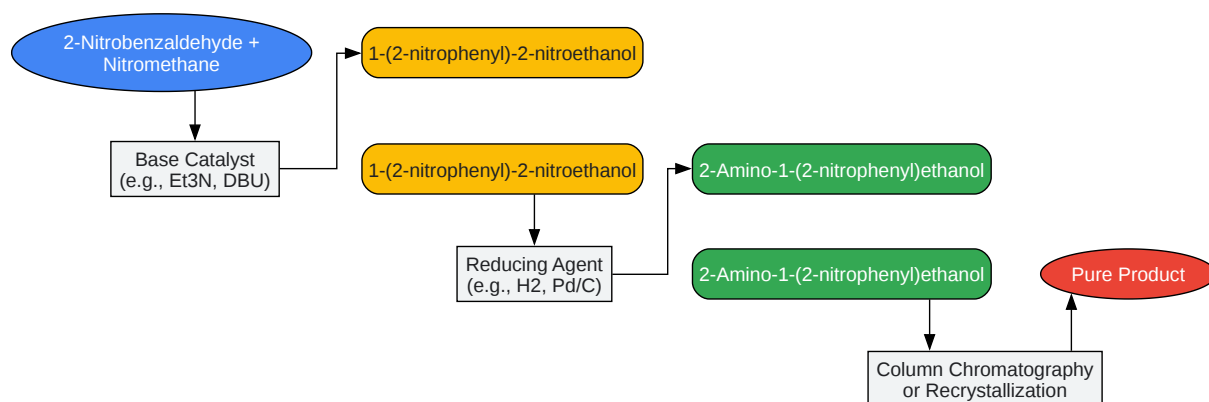 2-Nitrobenzaldehyde +
Nitromethane
1-(2-nitrophenyl)-2-nitroethanol
Base Catalyst
(e.g., Et3N, DBU)
1-(2-nitrophenyl)-2-nitroethanol
2-Amino-1-(2-nitrophenyl)ethanol
Reducing Agent
(e.g., H2, Pd/C)
2-Amino-1-(2-nitrophenyl)ethanol
Pure Product
Column Chromatography
or Recrystallization